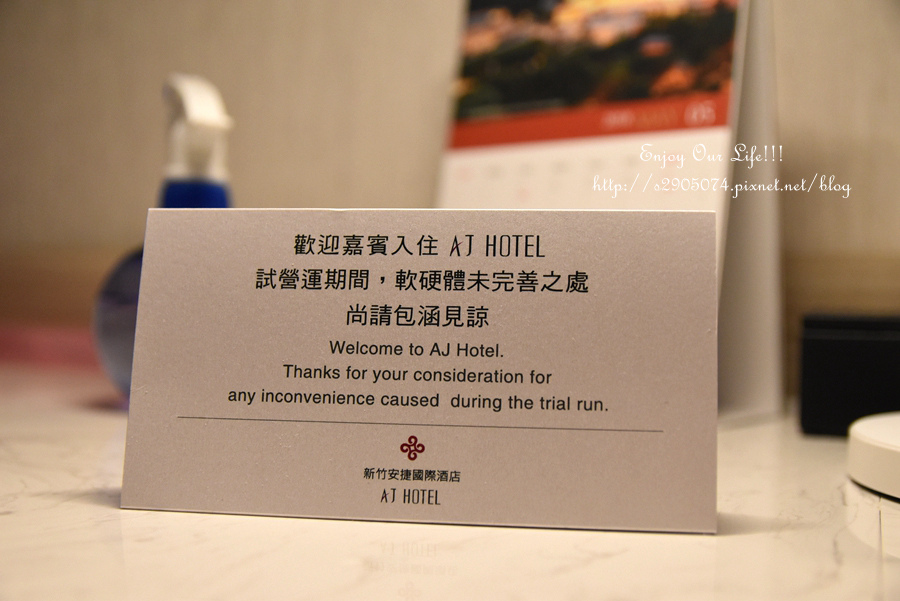 Enjoy Our Life!!!
http://s2905074.pixnet.net/blog
歡迎嘉賓入住 AJ HOTEL
試營運期間，軟硬體未完善之處
尚請包涵見諒
Welcome to AJ Hotel.
Thanks for your consideration for
any inconvenience caused during the trial run.
新竹安捷國際酒店
AJ HOTEL